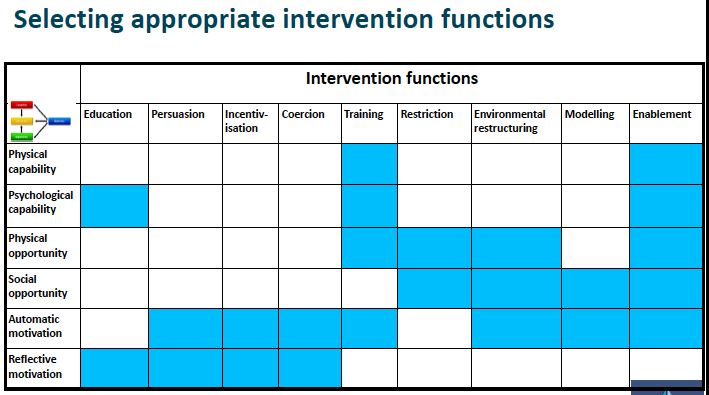 Selecting appropriate intervention functions
Intervention functions
Education Persuasion Incentiv- Coercion Training Restriction Environmental Modelling Enablement
isation restructuring
Physical
capability
Psychological
capability
Physical
opportunity
Social
opportunity
Automatic
motivation
Reflective
motivation